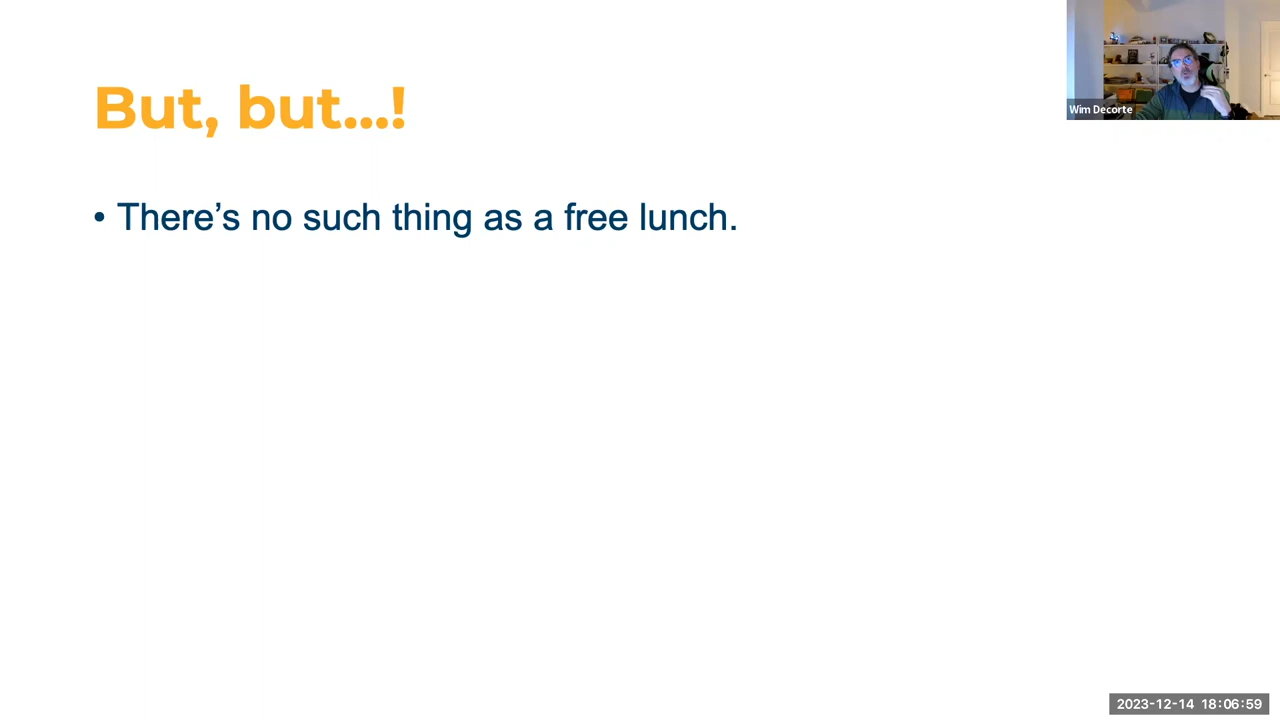 But, but...!
• There’s no such thing as a free lunch.
Wim Decorte
2023-12-14 18:06:59